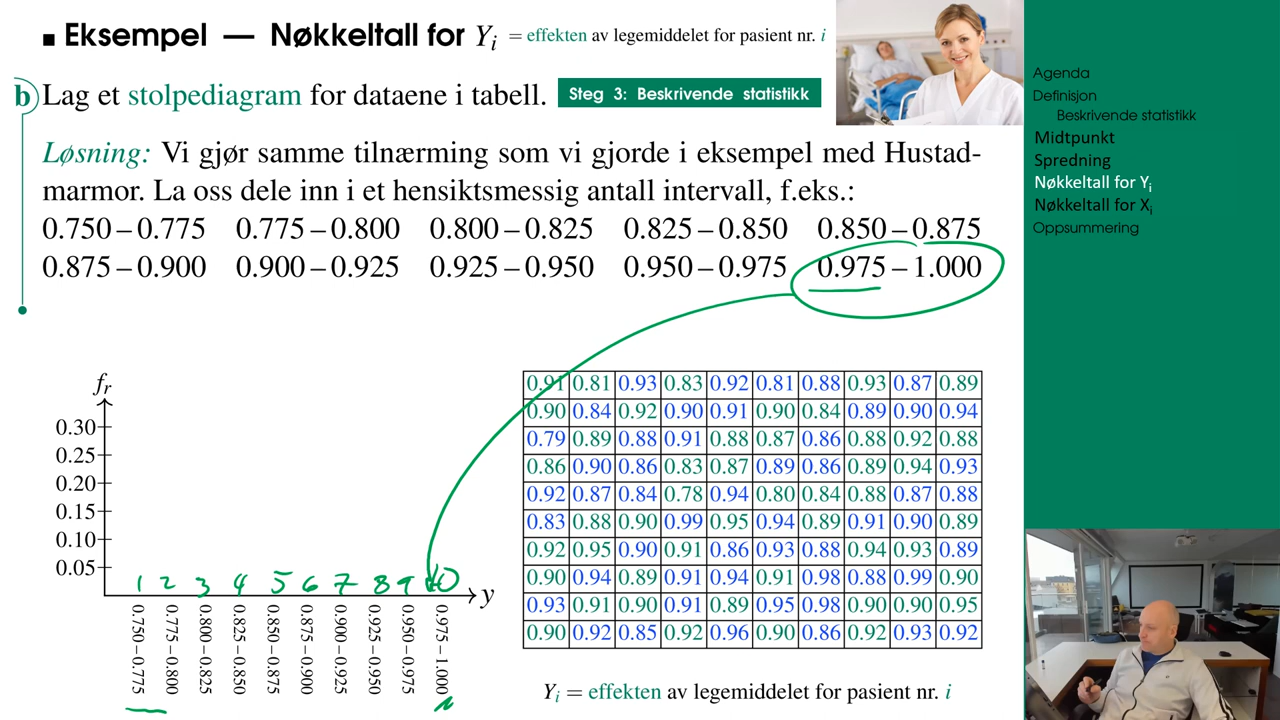 Eksempel — Nøkkeltall for Yi = effekten av legemiddelet for pasient nr. i
b) Lag et stolpediagram for dataene i tabell. Steg 3: Beskrivende statistikk
Løsning: Vi gjør samme tilnærming som vi gjorde i eksempel med Hustad-
marmor. La oss dele inn i et hensiktsmessig antall intervall, f.eks.:
0.750 – 0.775 0.775 – 0.800 0.800 – 0.825 0.825 – 0.850 0.850 – 0.875
0.875 – 0.900 0.900 – 0.925 0.925 – 0.950 0.950 – 0.975 0.975 – 1.000
fr
0.30
0.25
0.20
0.15
0.10
0.05
1 2 3 4 5 6 7 8 9 10
y
0.750 – 0.775
0.775 – 0.800
0.800 – 0.825
0.825 – 0.850
0.850 – 0.875
0.875 – 0.900
0.900 – 0.925
0.925 – 0.950
0.950 – 0.975
0.975 – 1.000
0.91 0.81 0.93 0.83 0.92 0.81 0.88 0.93 0.87 0.89
0.90 0.84 0.92 0.90 0.91 0.90 0.84 0.89 0.90 0.94
0.79 0.89 0.88 0.91 0.88 0.87 0.86 0.88 0.92 0.88
0.86 0.90 0.86 0.83 0.87 0.89 0.86 0.89 0.94 0.93
0.92 0.87 0.84 0.78 0.94 0.80 0.84 0.88 0.87 0.88
0.83 0.88 0.90 0.99 0.95 0.94 0.89 0.91 0.90 0.89
0.92 0.95 0.90 0.91 0.86 0.93 0.88 0.94 0.93 0.89
0.90 0.94 0.89 0.91 0.94 0.91 0.98 0.88 0.99 0.90
0.93 0.91 0.90 0.91 0.89 0.95 0.98 0.90 0.90 0.95
0.90 0.92 0.85 0.92 0.96 0.90 0.86 0.92 0.93 0.92
Yi = effekten av legemiddelet for pasient nr. i
Agenda
Definisjon
Beskrivende statistikk
Midtpunkt
Spredning
Nøkkeltall for Yi
Nøkkeltall for Xi
Oppsummering